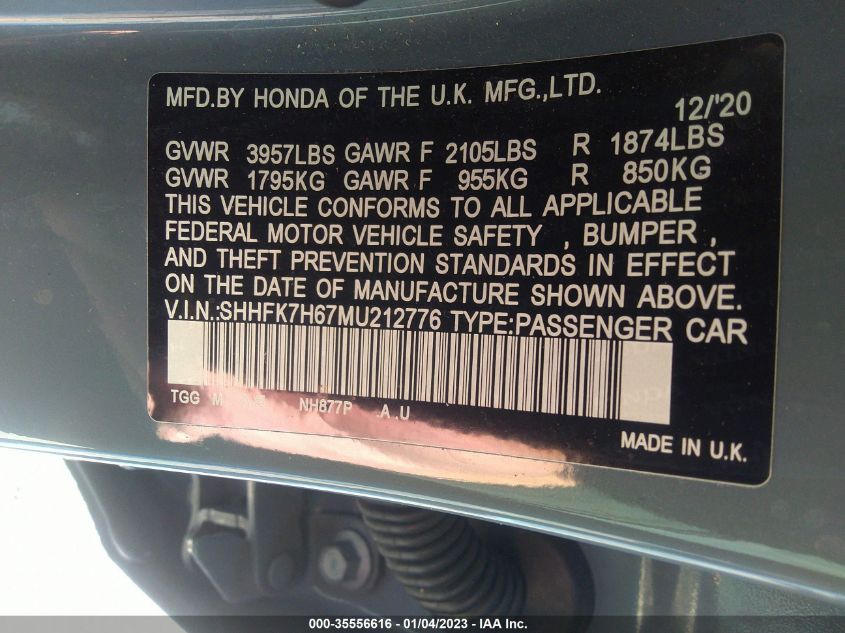 MFD.BY HONDA OF THE U.K. MFG.,LTD. 12/'20
GVWR 3957LBS GAWR F 2105LBS R 1874LBS
GVWR 1795KG GAWR F 955KG R 850KG
THIS VEHICLE CONFORMS TO ALL APPLICABLE
FEDERAL MOTOR VEHICLE SAFETY , BUMPER ,
AND THEFT PREVENTION STANDARDS IN EFFECT
ON THE DATE OF MANUFACTURE SHOWN ABOVE.
V.I.N.:SHHFK7H67MU212776 TYPE:PASSENGER CAR
TGG M NH877P A.U
MADE IN U.K.
000-35556616 - 01/04/2023 - IAA Inc.